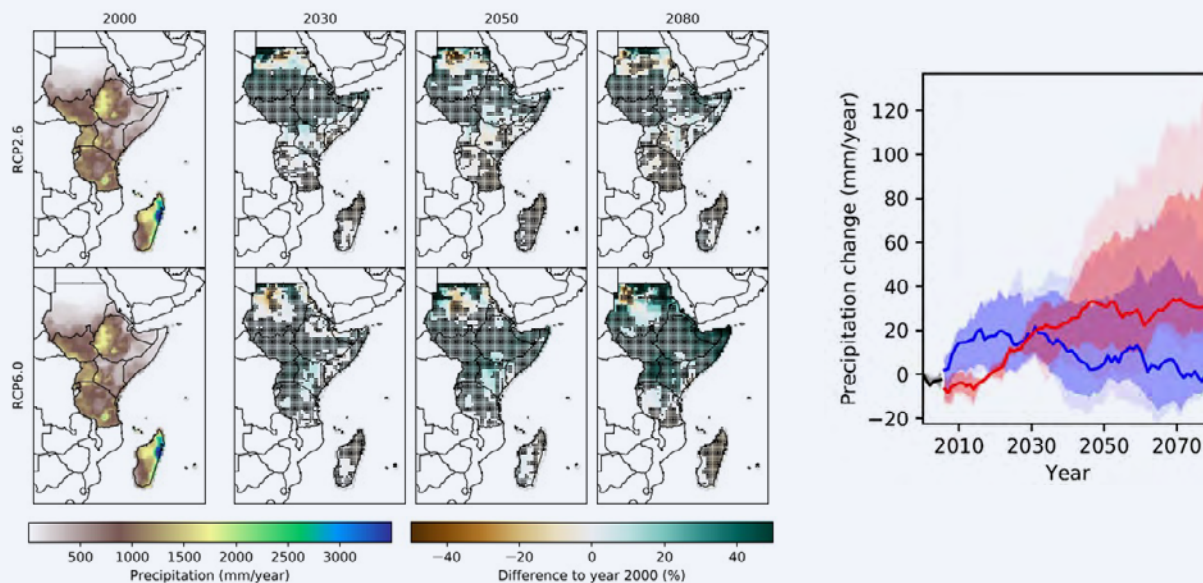 2000
2030
2050
2080
RCP2.6
RCP6.0
500 1000 1500 2000 2500 3000
Precipitation (mm/year)
−40 −20 0 20 40
Difference to year 2000 (%)
Precipitation change (mm/year)
120
100
80
60
40
20
0
−20
2010 2030 2050 2070
Year